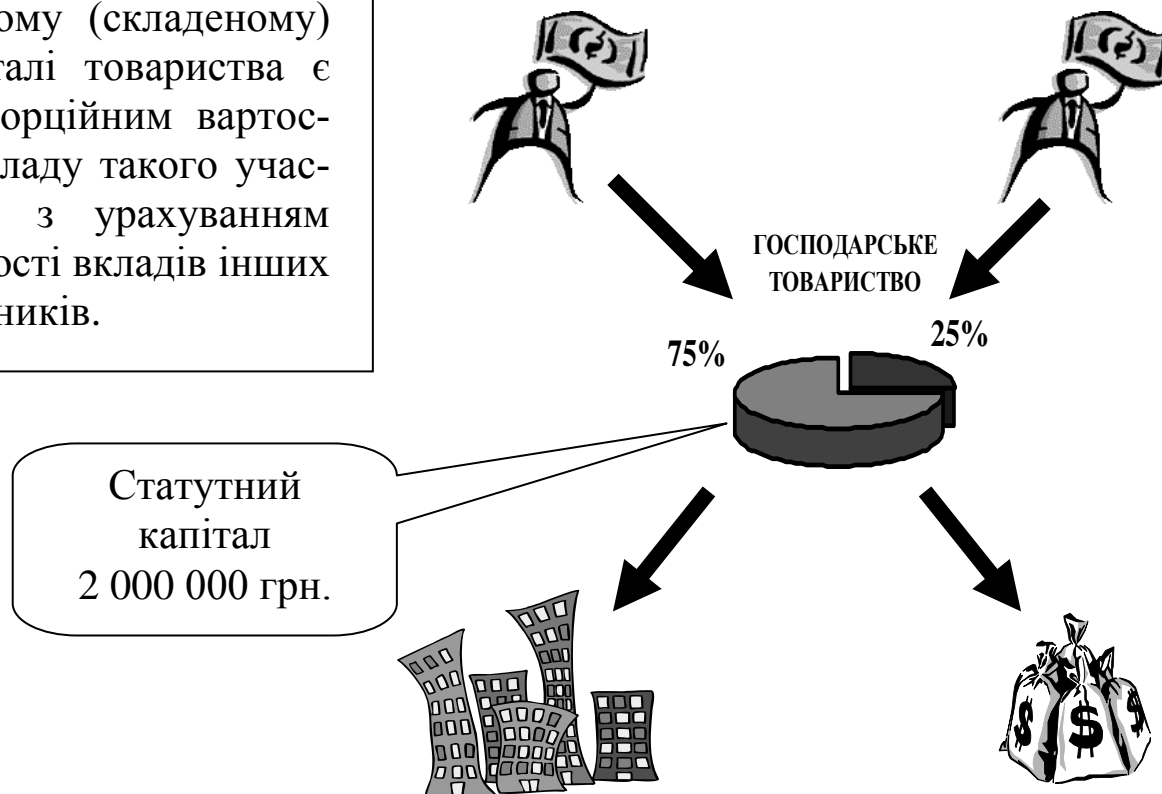 ому (складеному)
талі товариства є
орційним вартос-
ладу такого учас-
з урахуванням
ості вкладів інших
ників.
ГОСПОДАРСЬКЕ
ТОВАРИСТВО
75%
25%
Статутний
капітал
2 000 000 грн.